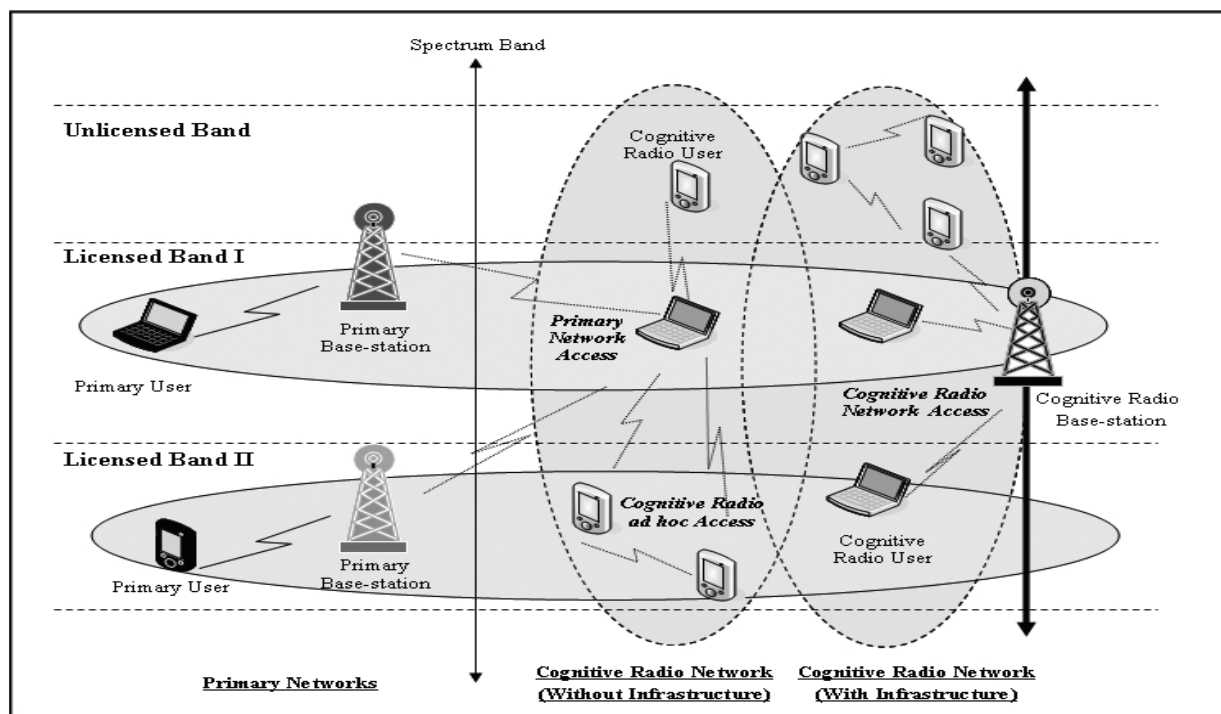 Spectrum Band
Unlicensed Band
Cognitive
Radio User
Licensed Band I
Primary
Base-station
Primary User
Primary
Network
Access
Cognitive Radio
Network Access
Cognitive Radio
Base-station
Licensed Band II
Cognitive Radio
ad hoc Access
Cognitive
Radio User
Primary
Base-station
Primary User
Primary Networks
Cognitive Radio Network
(Without Infrastructure)
Cognitive Radio Network
(With Infrastructure)